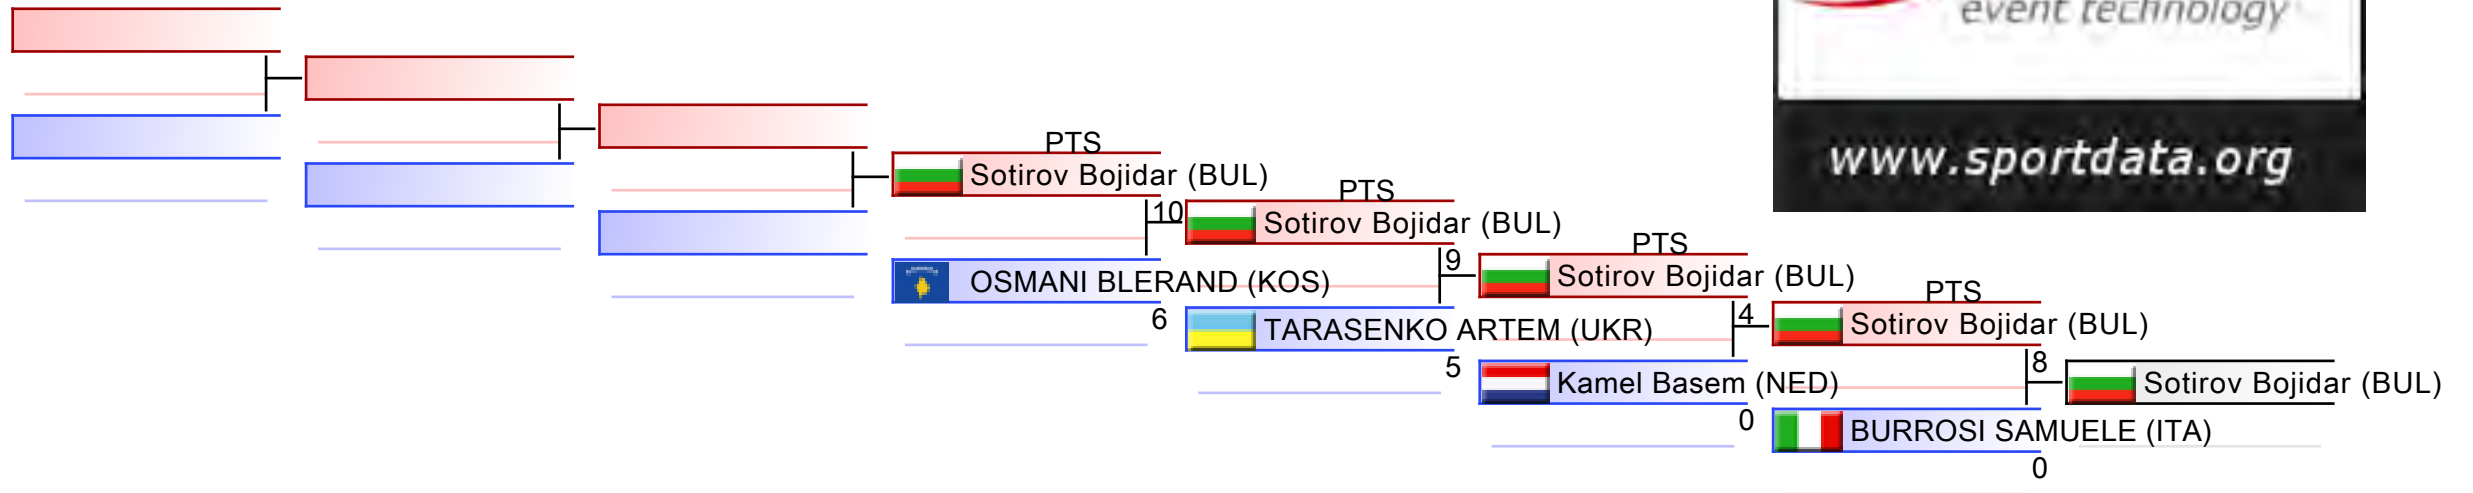 event technology
www.sportdata.org
PTS
Sotirov Bojidar (BUL)
10
OSMANI BLERAND (KOS)
6
PTS
Sotirov Bojidar (BUL)
9
TARASENKO ARTEM (UKR)
5
PTS
Sotirov Bojidar (BUL)
4
Kamel Basem (NED)
0
PTS
Sotirov Bojidar (BUL)
8
BURROSI SAMUELE (ITA)
0
Sotirov Bojidar (BUL)